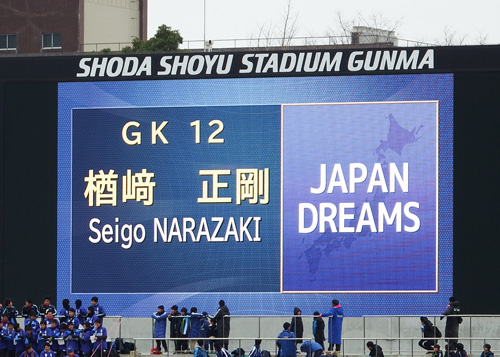 SHODA SHOYU STADIUM GUNMA
GK 12
楢﨑 正剛
Seigo NARAZAKI
JAPAN
DREAMS